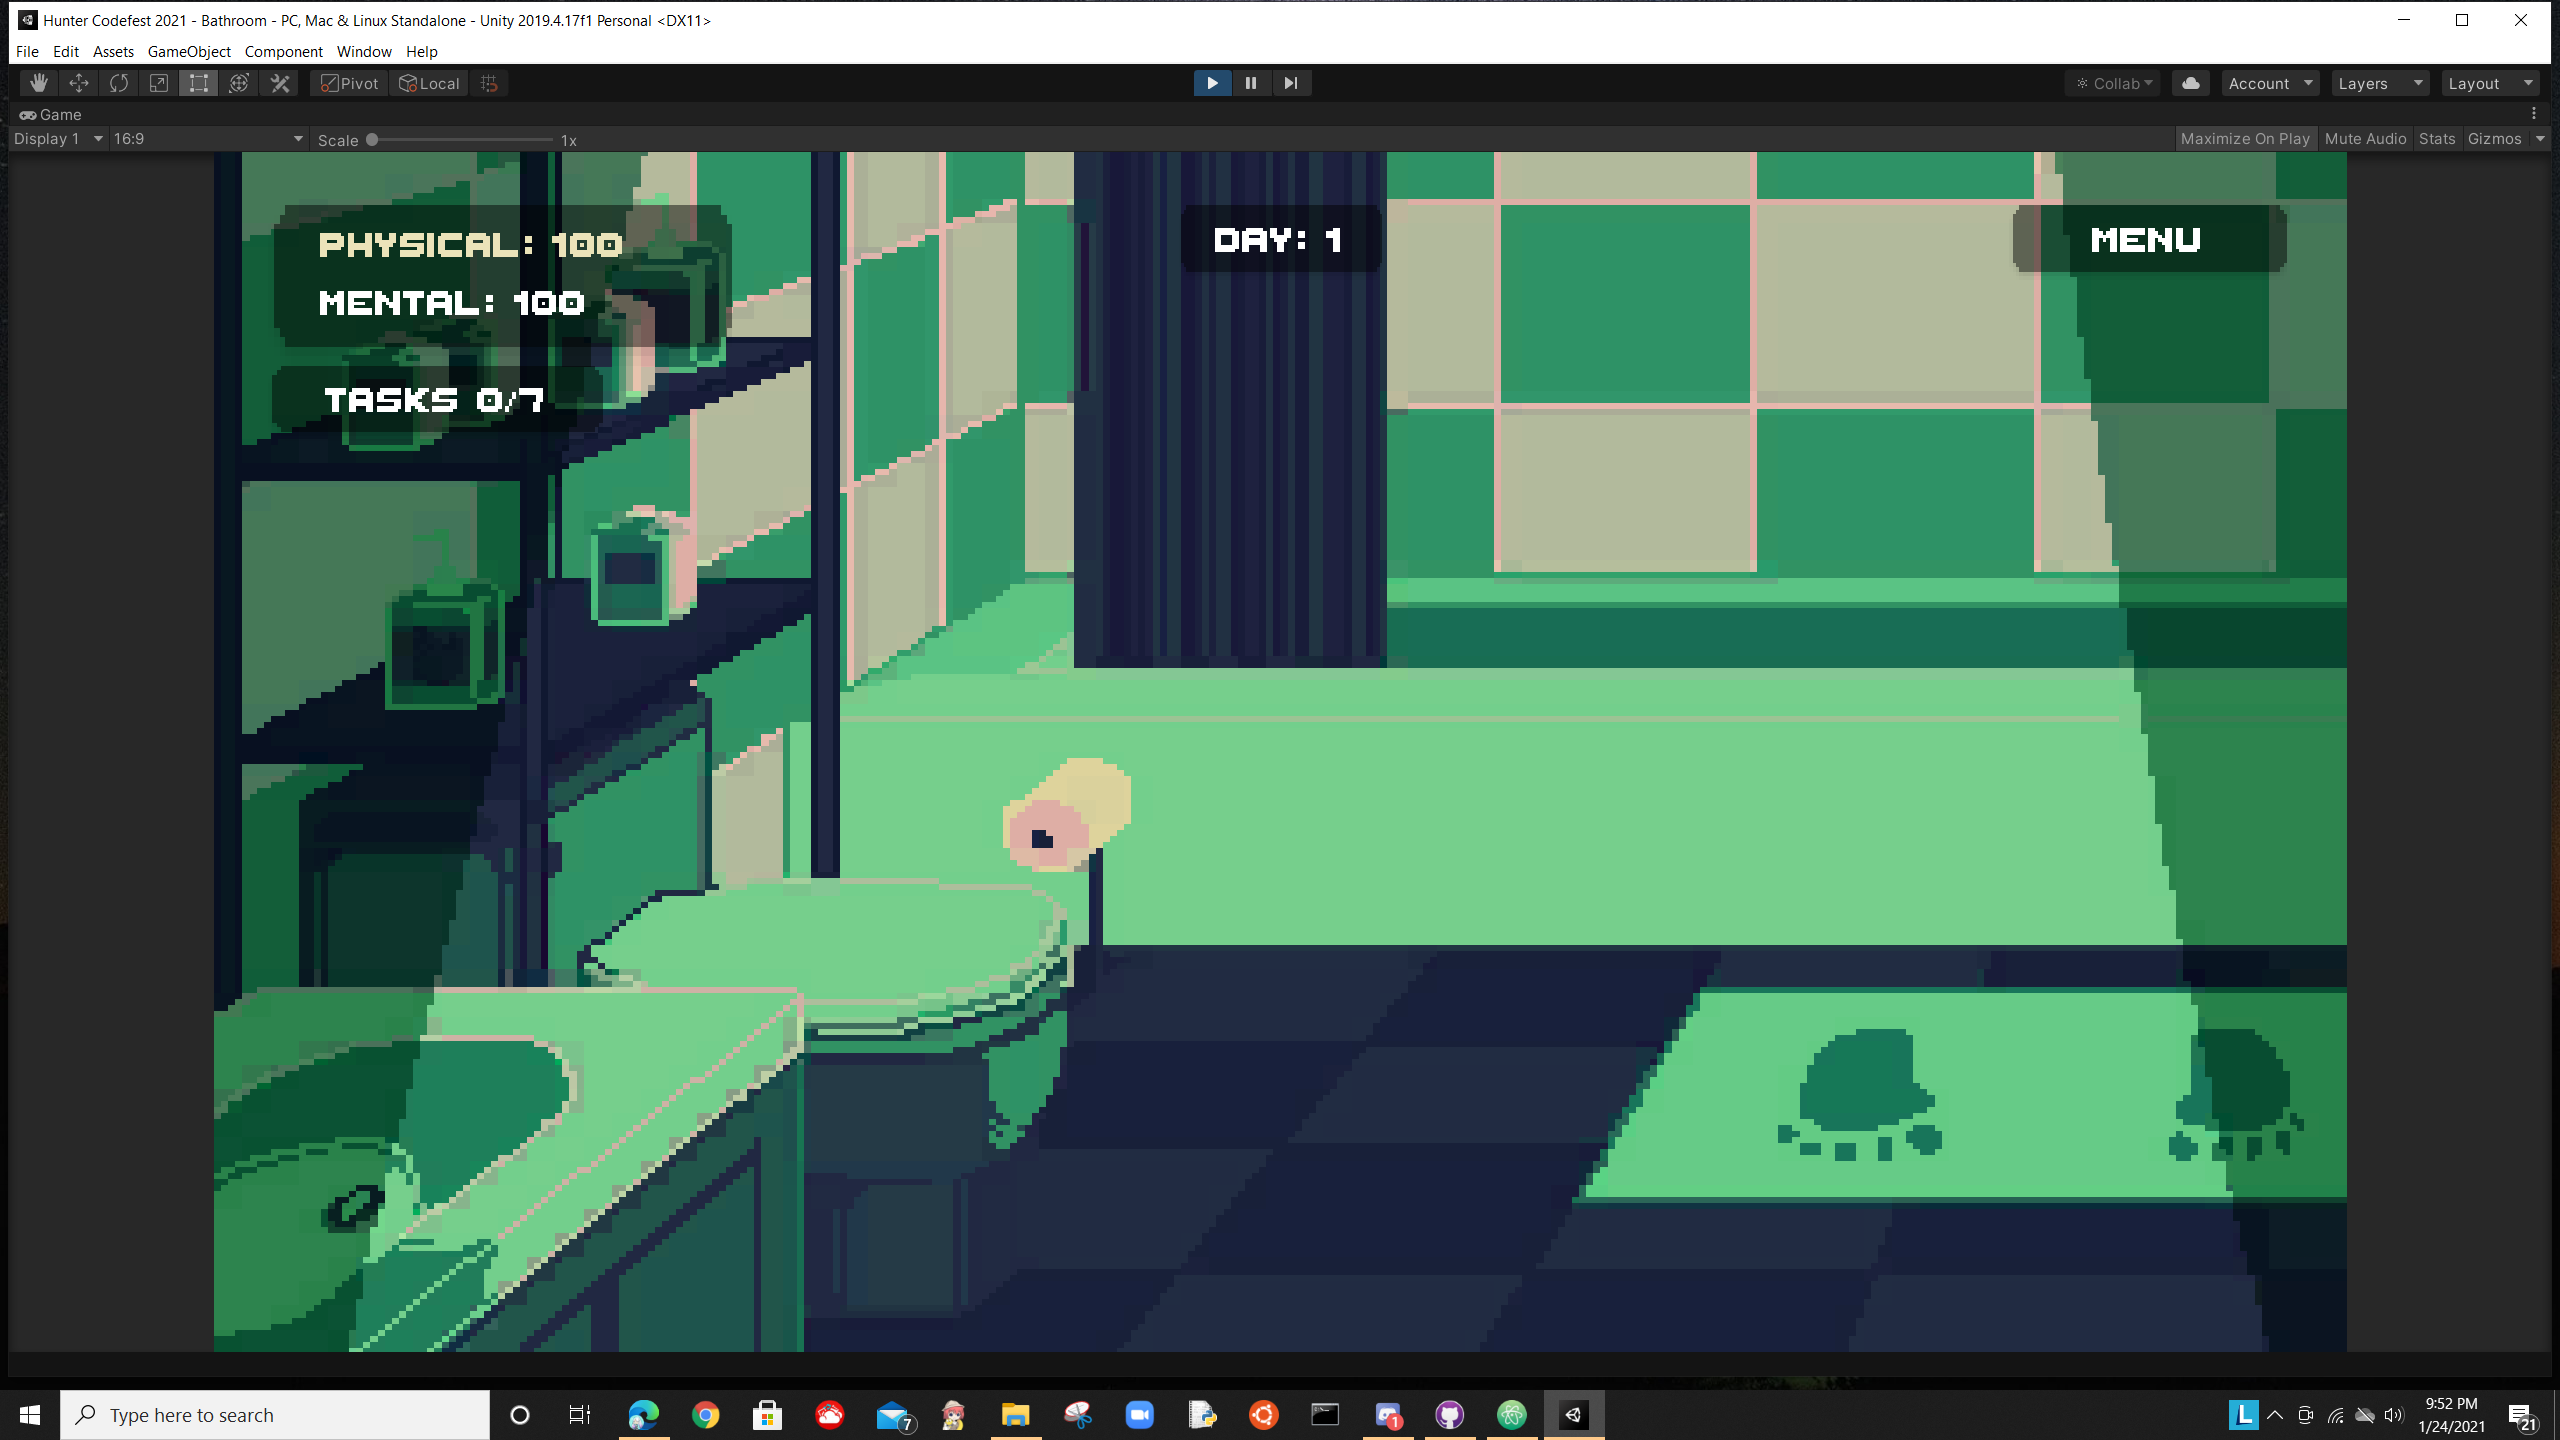 Hunter Codefest 2021 - Bathroom - PC, Mac & Linux Standalone - Unity 2019.4.17f1 Personal <DX11>
File Edit Assets GameObject Component Window Help
Pivot Local Collab Account Layers Layout
Game
Display 1 16:9 Scale 1x Maximize On Play Mute Audio Stats Gizmos
PHYSICAL: 100
DAY: 1
MENU
MENTAL: 100
TASKS 0/7
Type here to search
7
1
L
9:52 PM
1/24/2021
21